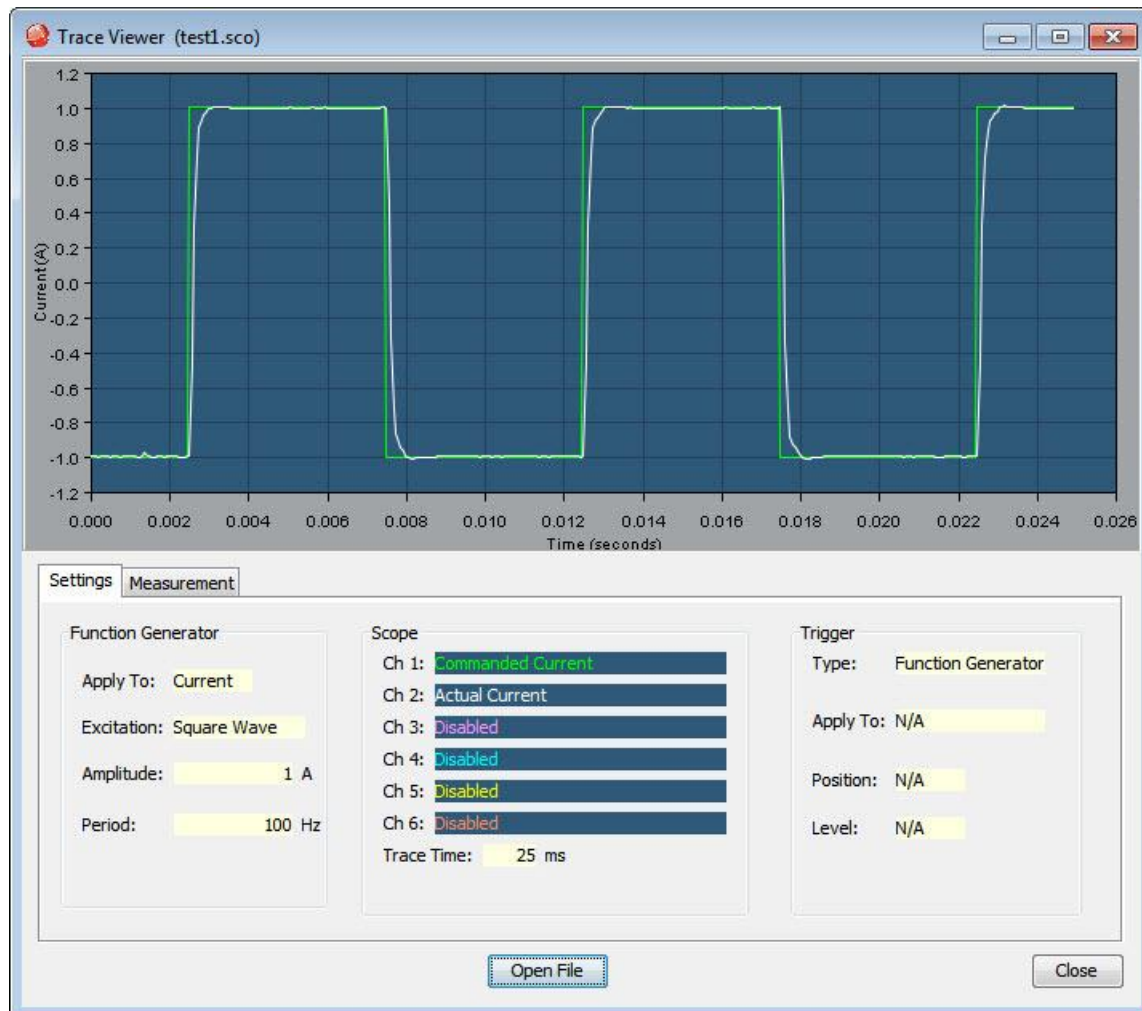 Trace Viewer (test1.sco)
1.2
1.0
0.8
0.6
0.4
0.2
0.0
-0.2
-0.4
-0.6
-0.8
-1.0
-1.2
Current(A)
0.000 0.002 0.004 0.006 0.008 0.010 0.012 0.014 0.016 0.018 0.020 0.022 0.024 0.026
Time (seconds)
Settings Measurement
Function Generator
Apply To: Current
Excitation: Square Wave
Amplitude: 1 A
Period: 100 Hz
Scope
Ch 1: Commanded Current
Ch 2: Actual Current
Ch 3: Disabled
Ch 4: Disabled
Ch 5: Disabled
Ch 6: Disabled
Trace Time: 25 ms
Trigger
Type: Function Generator
Apply To: N/A
Position: N/A
Level: N/A
Open File
Close